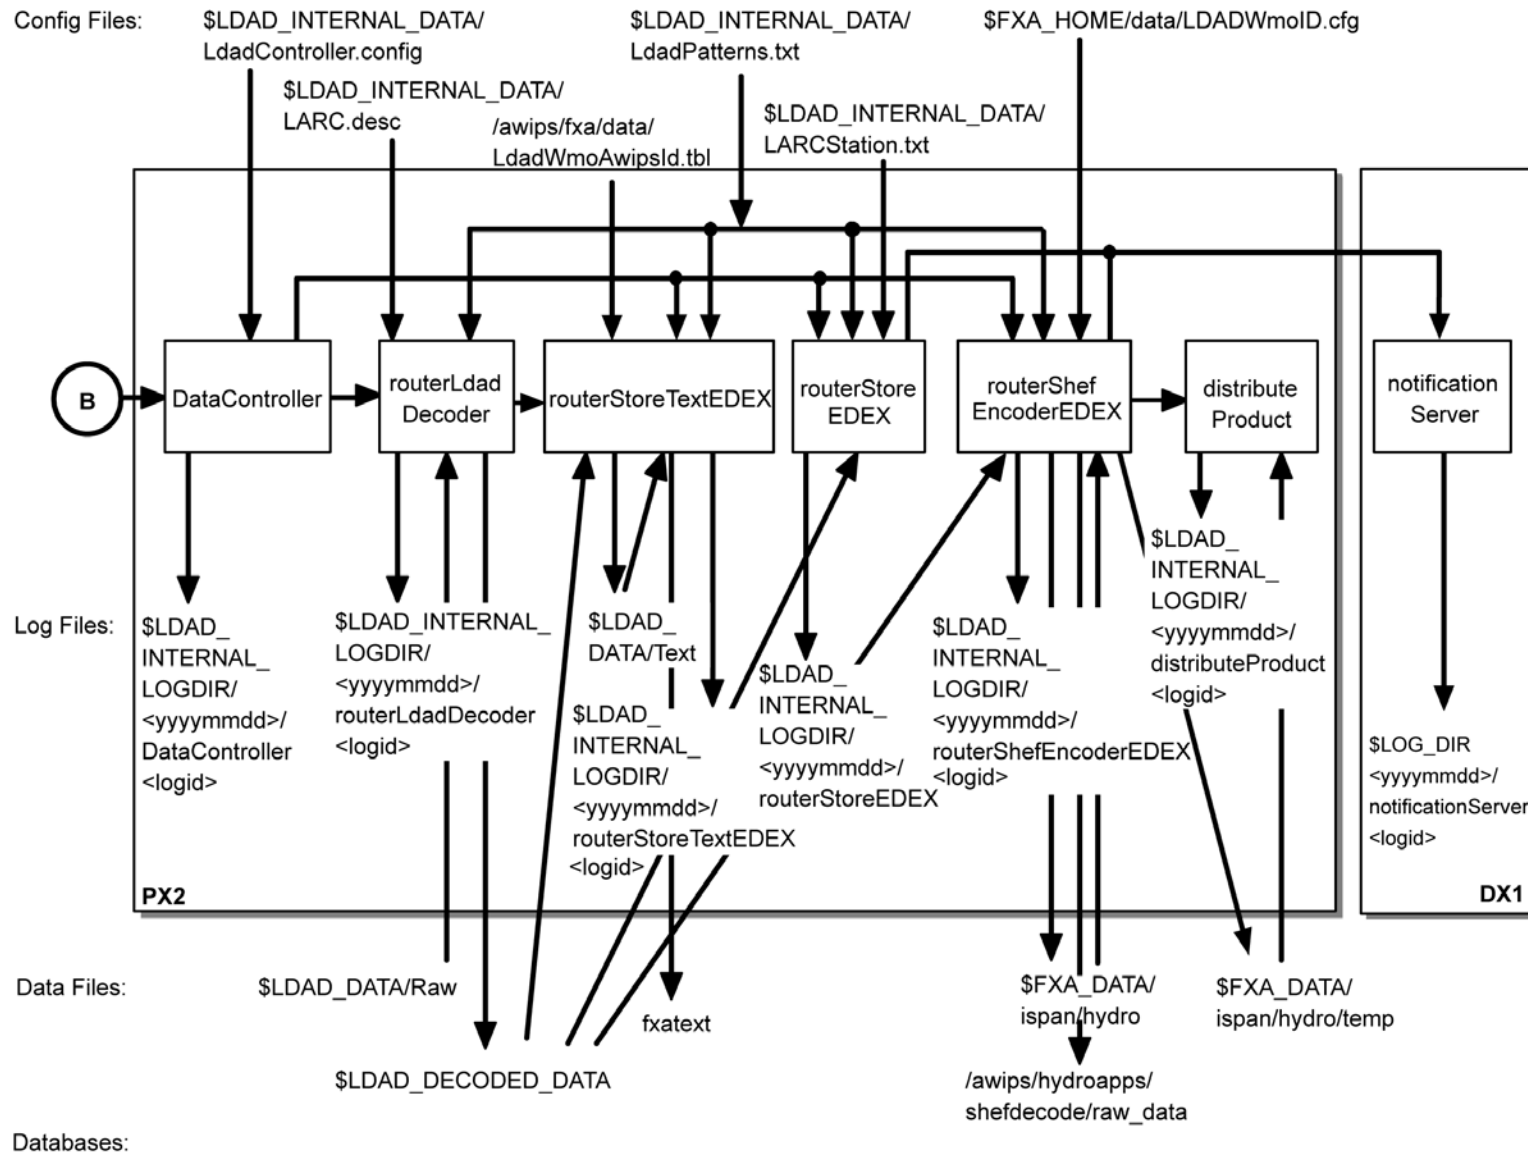 Config Files:
$LDAD_INTERNAL_DATA/
LdadController.config
$LDAD_INTERNAL_DATA/
LdadPatterns.txt
$FXA_HOME/data/LDADWmoID.cfg
$LDAD_INTERNAL_DATA/
LARC.desc
/awips/fxa/data/
LdadWmoAwipsId.tbl
$LDAD_INTERNAL_DATA/
LARCStation.txt
B
DataController
routerLdad
Decoder
routerStoreTextEDEX
routerStore
EDEX
routerShef
EncoderEDEX
distribute
Product
notification
Server
Log Files:
$LDAD_
INTERNAL_
LOGDIR/
<yyyymmdd>/
DataController
<logid>
$LDAD_INTERNAL_
LOGDIR/
<yyyymmdd>/
routerLdadDecoder
<logid>
$LDAD_
DATA/Text
$LDAD_
INTERNAL_
LOGDIR/
<yyyymmdd>/
routerStoreTextEDEX
<logid>
$LDAD_
INTERNAL_
LOGDIR/
<yyyymmdd>/
routerStoreEDEX
$LDAD_
INTERNAL_
LOGDIR/
<yyyymmdd>/
routerShefEncoderEDEX
<logid>
$LDAD_
INTERNAL_
LOGDIR/
<yyyymmdd>/
distributeProduct
<logid>
$LOG_DIR
<yyyymmdd>/
notificationServer
<logid>
PX2
DX1
Data Files:
$LDAD_DATA/Raw
$LDAD_DECODED_DATA
fxatext
$FXA_DATA/
ispan/hydro
$FXA_DATA/
ispan/hydro/temp
/awips/hydroapps/
shefdecode/raw_data
Databases: